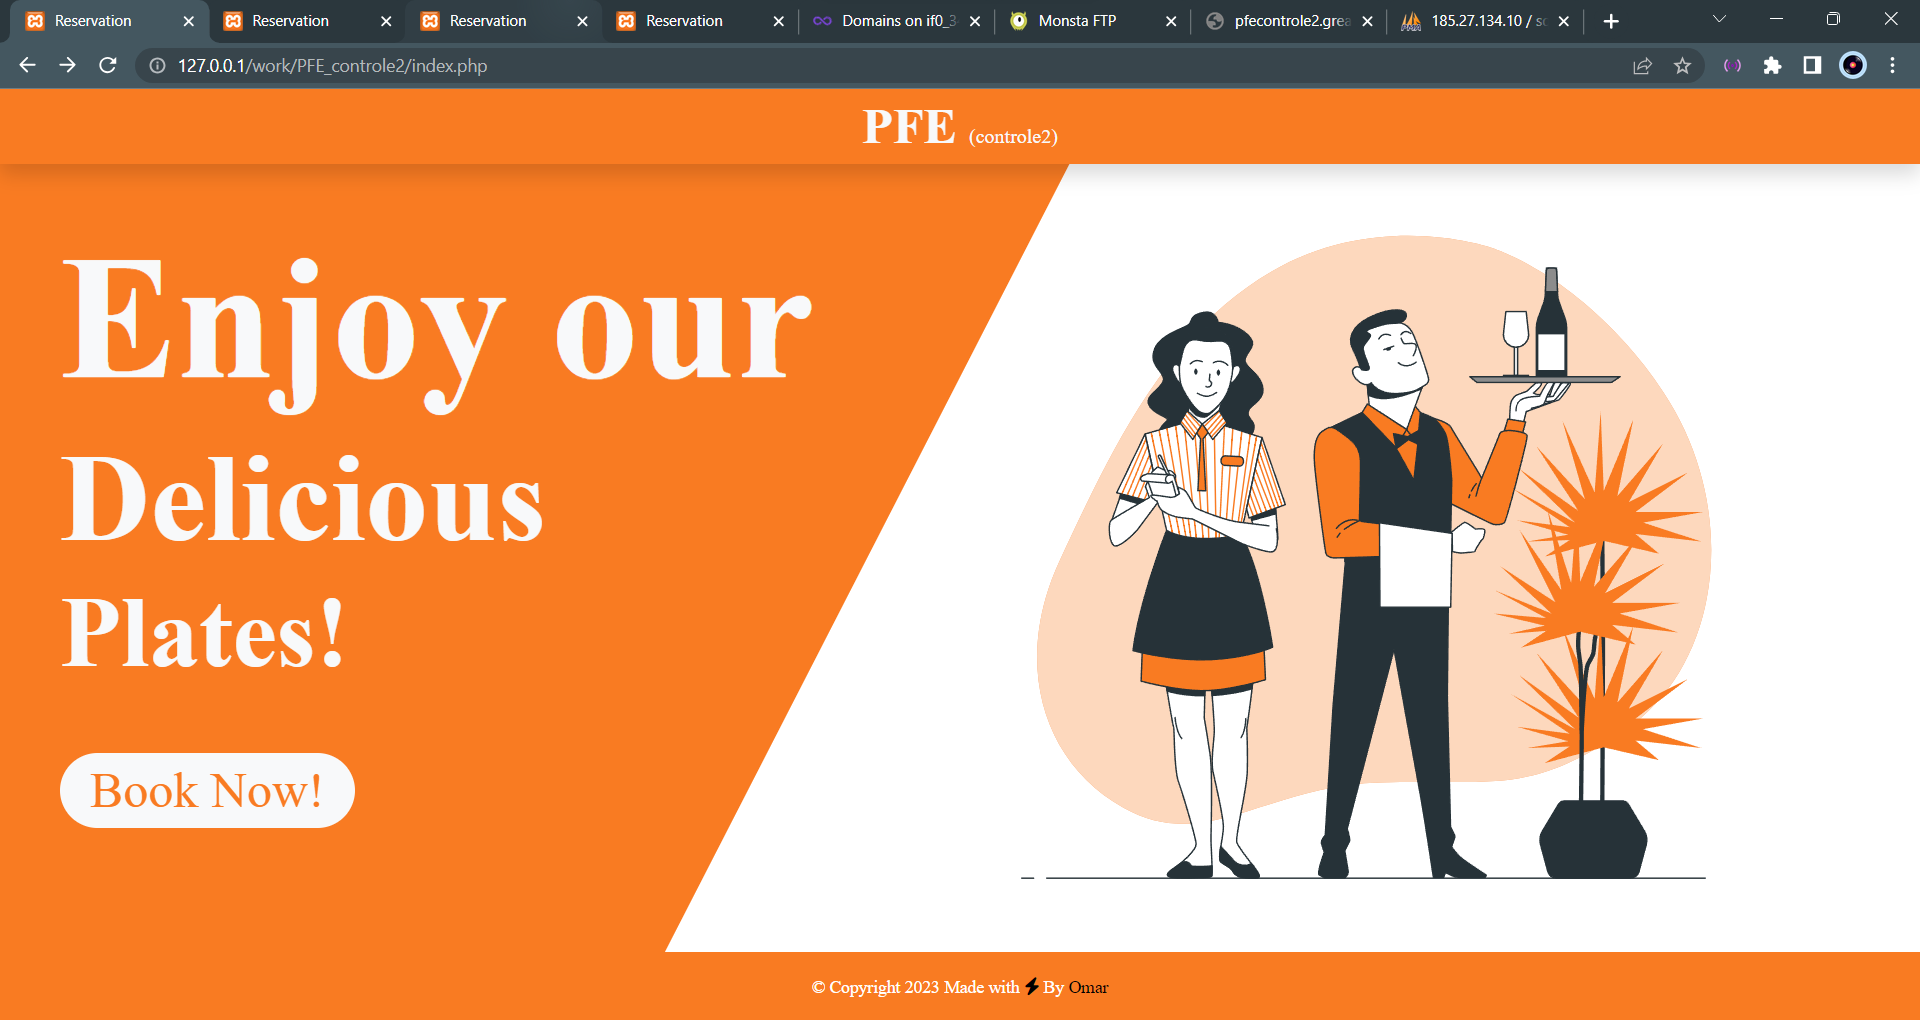 Reservation
Reservation
Reservation
Reservation
Domains on if0_3
Monsta FTP
pfecontrole2.grea
185.27.134.10 / s
127.0.0.1/work/PFE_controle2/index.php
PFE (controle2)
Enjoy our
Delicious
Plates!
Book Now!
© Copyright 2023 Made with By Omar